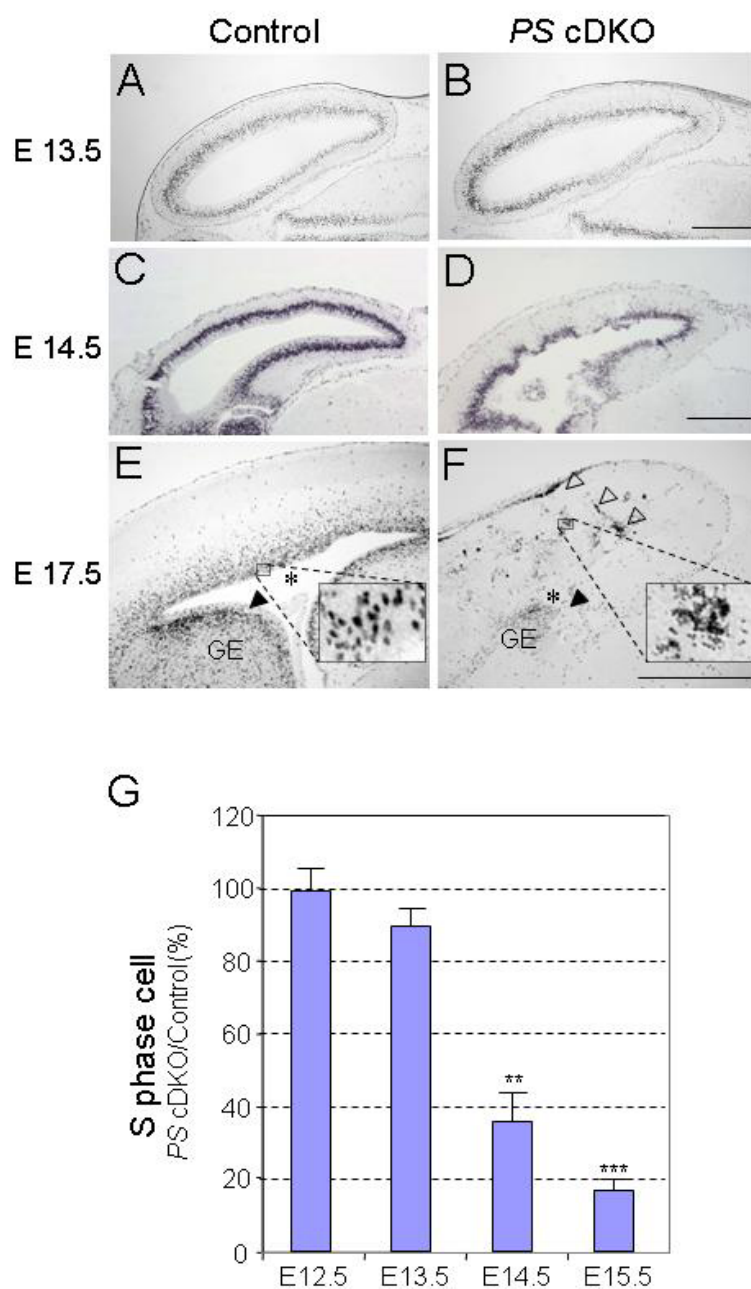 Control PS cDKO
E 13.5
A B
E 14.5
C D
E 17.5
E F
* *
GE GE
G
120
100
80
60
40
20
0
S phase cell
PS cDKO/Control(%)
**
***
E12.5 E13.5 E14.5 E15.5